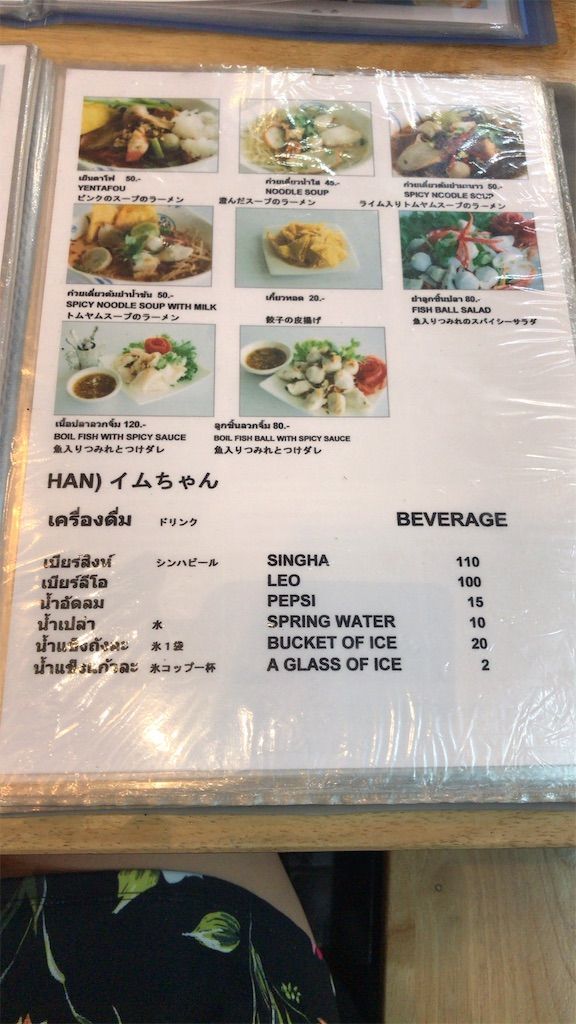 เย็นตาโฟ 50.-
YENTAFOU
ピンクのスープのラーメン
ก๋วยเตี๋ยวน้ำใส 45.-
NOODLE SOUP
澄んだスープのラーメン
ก๋วยเตี๋ยวต้มยำมะนาว 50.-
SPICY NCODLE SOUP
ライム入りトムヤムスープのラーメン
ก๋วยเตี๋ยวต้มยำน้ำข้น 50.-
SPICY NOODLE SOUP WITH MILK
トムヤムスープのラーメン
เกี๊ยวทอด 20.-
餃子の皮揚げ
ยำลูกชิ้นปลา 80.-
FISH BALL SALAD
魚入りつみれのスパイシーサラダ
เนื้อปลาลวกจิ้ม 120.-
BOIL FISH WITH SPICY SAUCE
魚入りつみれとつけダレ
ลูกชิ้นลวกจิ้ม 80.-
BOIL FISH BALL WITH SPICY SAUCE
魚入りつみれとつけダレ
HAN) イムちゃん
เครื่องดื่ม ドリンク BEVERAGE
เบียร์สิงห์ シンハビール SINGHA 110
เบียร์ลีโอ LEO 100
น้ำอัดลม PEPSI 15
น้ำเปล่า 水 SPRING WATER 10
น้ำแข็งถังละ 氷1袋 BUCKET OF ICE 20
น้ำแข็งแก้วละ 氷コップ一杯 A GLASS OF ICE 2